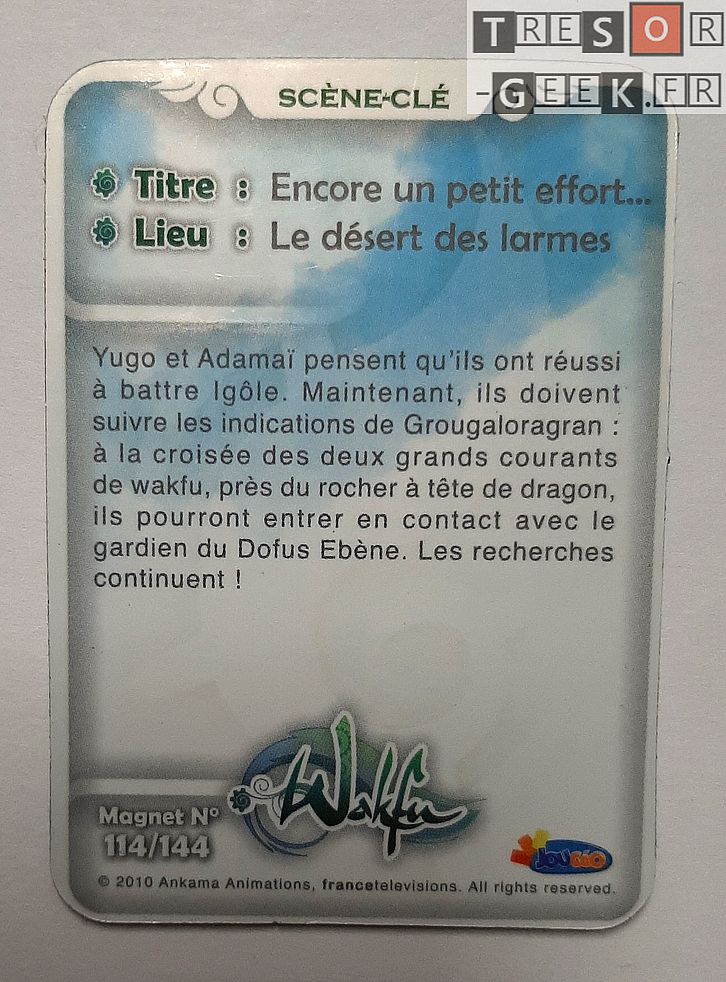 TRESOR
-GEEK.FR
SCÈNE-CLÉ
Titre : Encore un petit effort...
Lieu : Le désert des larmes
Yugo et Adamaï pensent qu'ils ont réussi
à battre Igôle. Maintenant, ils doivent
suivre les indications de Grougaloragran :
à la croisée des deux grands courants
de wakfu, près du rocher à tête de dragon,
ils pourront entrer en contact avec le
gardien du Dofus Ebène. Les recherches
continuent !
Wakfu
Magnet N°
114/144
© 2010 Ankama Animations, francetelevisions. All rights reserved.